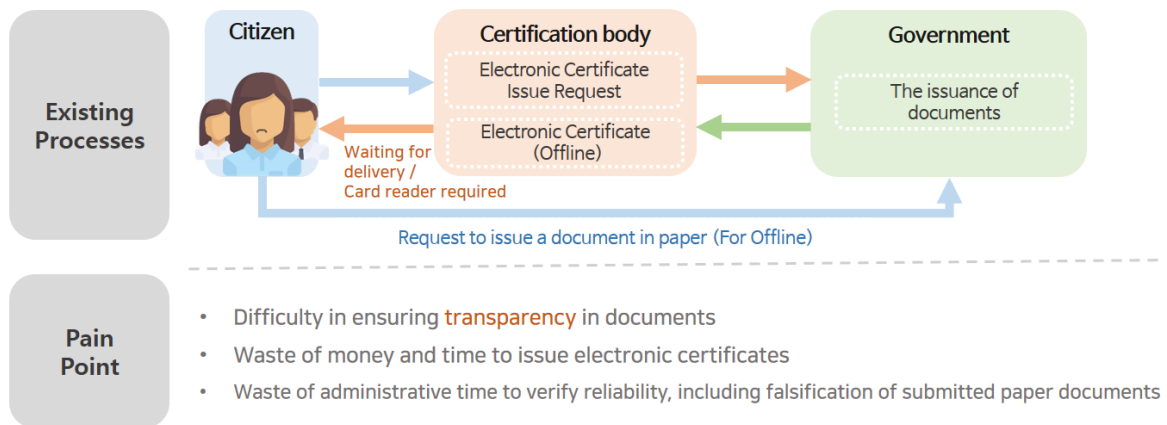 Existing
Processes
Citizen
Certification body
Electronic Certificate
Issue Request
Electronic Certificate
(Offline)
Government
The issuance of
documents
Waiting for
delivery /
Card reader required
Request to issue a document in paper (For Offline)
Pain
Point
• Difficulty in ensuring transparency in documents
• Waste of money and time to issue electronic certificates
• Waste of administrative time to verify reliability, including falsification of submitted paper documents